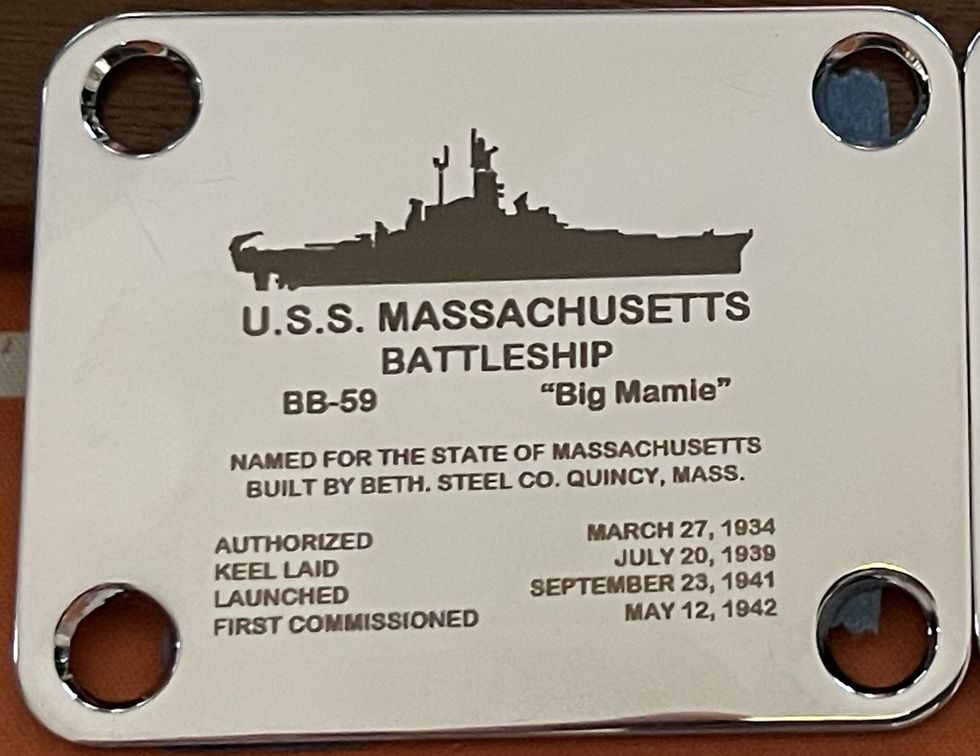 U.S.S. MASSACHUSETTS
BATTLESHIP
BB-59 “Big Mamie”
NAMED FOR THE STATE OF MASSACHUSETTS
BUILT BY BETH. STEEL CO. QUINCY, MASS.
AUTHORIZED MARCH 27, 1934
KEEL LAID JULY 20, 1939
LAUNCHED SEPTEMBER 23, 1941
FIRST COMMISSIONED MAY 12, 1942